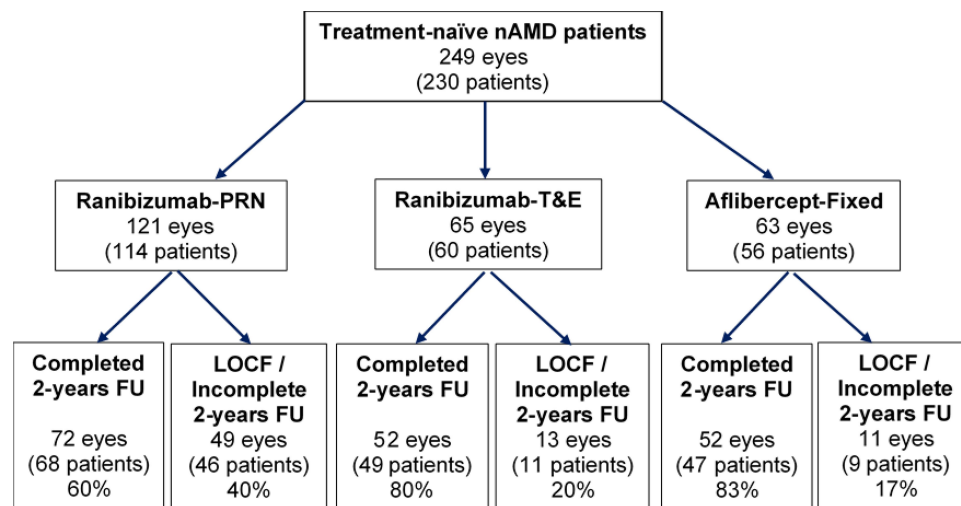 Treatment-naïve nAMD patients
249 eyes
(230 patients)
Ranibizumab-PRN
121 eyes
(114 patients)
Ranibizumab-T&E
65 eyes
(60 patients)
Aflibercept-Fixed
63 eyes
(56 patients)
Completed
2-years FU
72 eyes
(68 patients)
60%
LOCF /
Incomplete
2-years FU
49 eyes
(46 patients)
40%
Completed
2-years FU
52 eyes
(49 patients)
80%
LOCF /
Incomplete
2-years FU
13 eyes
(11 patients)
20%
Completed
2-years FU
52 eyes
(47 patients)
83%
LOCF /
Incomplete
2-years FU
11 eyes
(9 patients)
17%